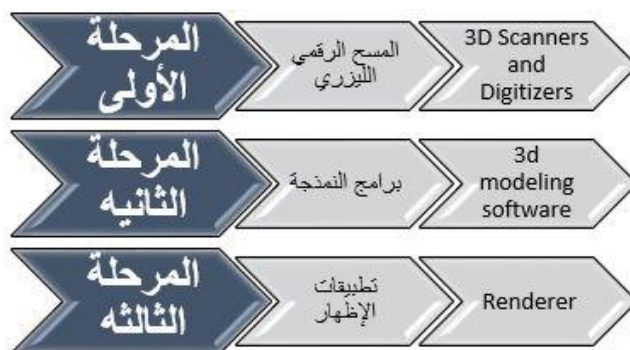 المرحلة
الأولى
المسح الرقمي
الليزري
3D Scanners
and
Digitizers
المرحلة
الثانيه
برامج النمذجة
3d
modeling
software
المرحلة
الثالثه
تطبيقات
الإظهار
Renderer